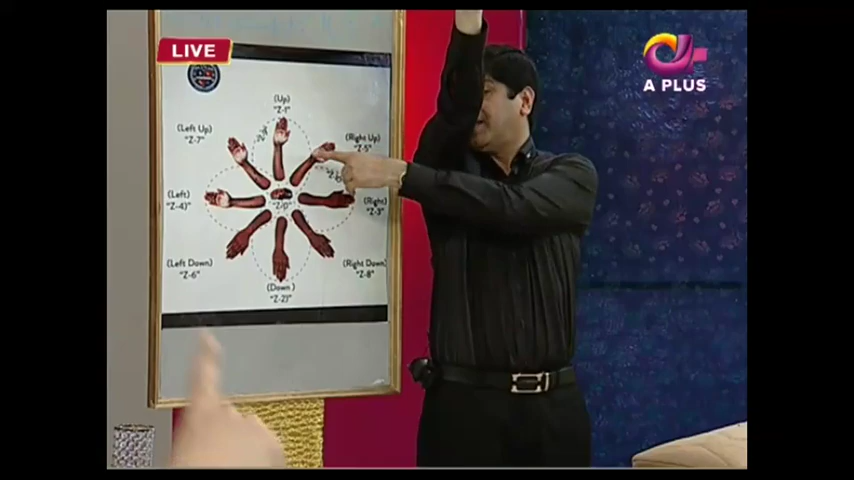 LIVE
A PLUS
(Up)
"Z-1"
(Left Up)
"Z-7"
(Right Up)
"Z-5"
(Left)
"Z-4)"
"Z-0"
(Right)
"Z-3"
(Left Down)
"Z-6"
(Right Down)
"Z-8"
(Down )
"Z-2)"